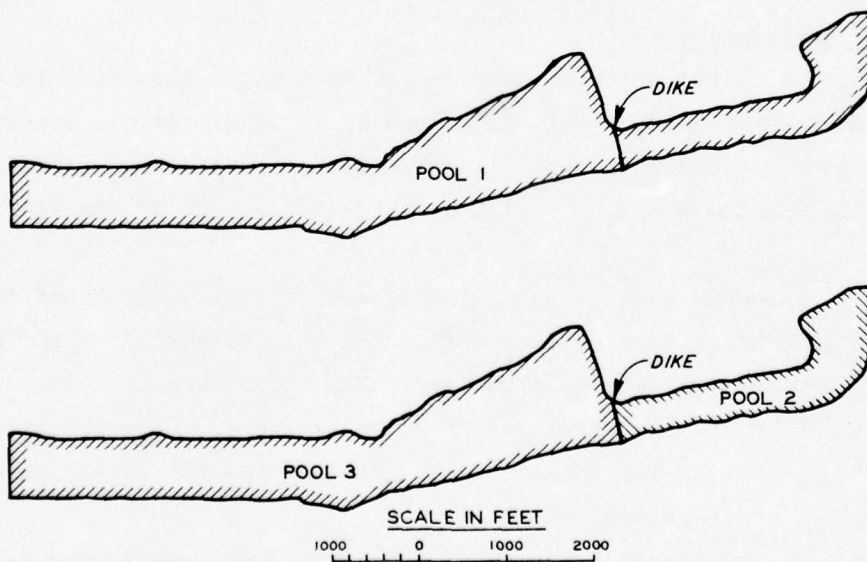 DIKE
POOL 1
DIKE
POOL 2
POOL 3
SCALE IN FEET
1000 0 1000 2000